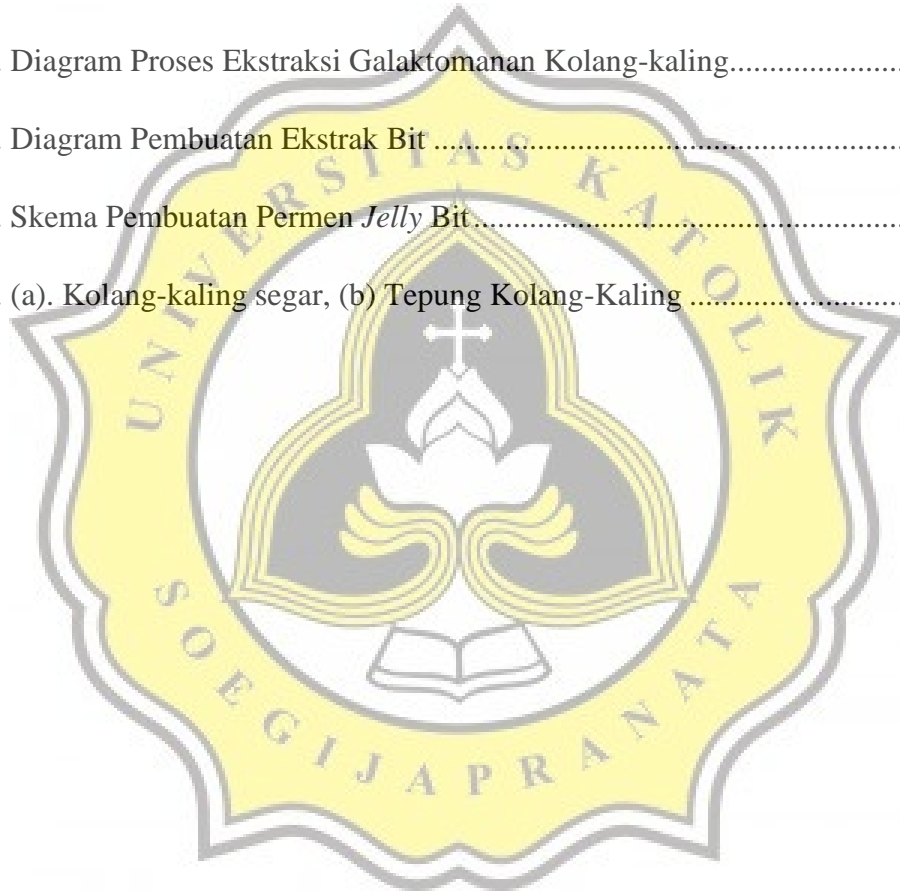 . Diagram Proses Ekstraksi Galaktomanan Kolang-kaling.....................
. Diagram Pembuatan Ekstrak Bit ..........................................................
. Skema Pembuatan Permen Jelly Bit......................................................
. (a). Kolang-kaling segar, (b) Tepung Kolang-Kaling ..........................
UNIVERSITAS KATOLIK
SOEGIJAPRANATA